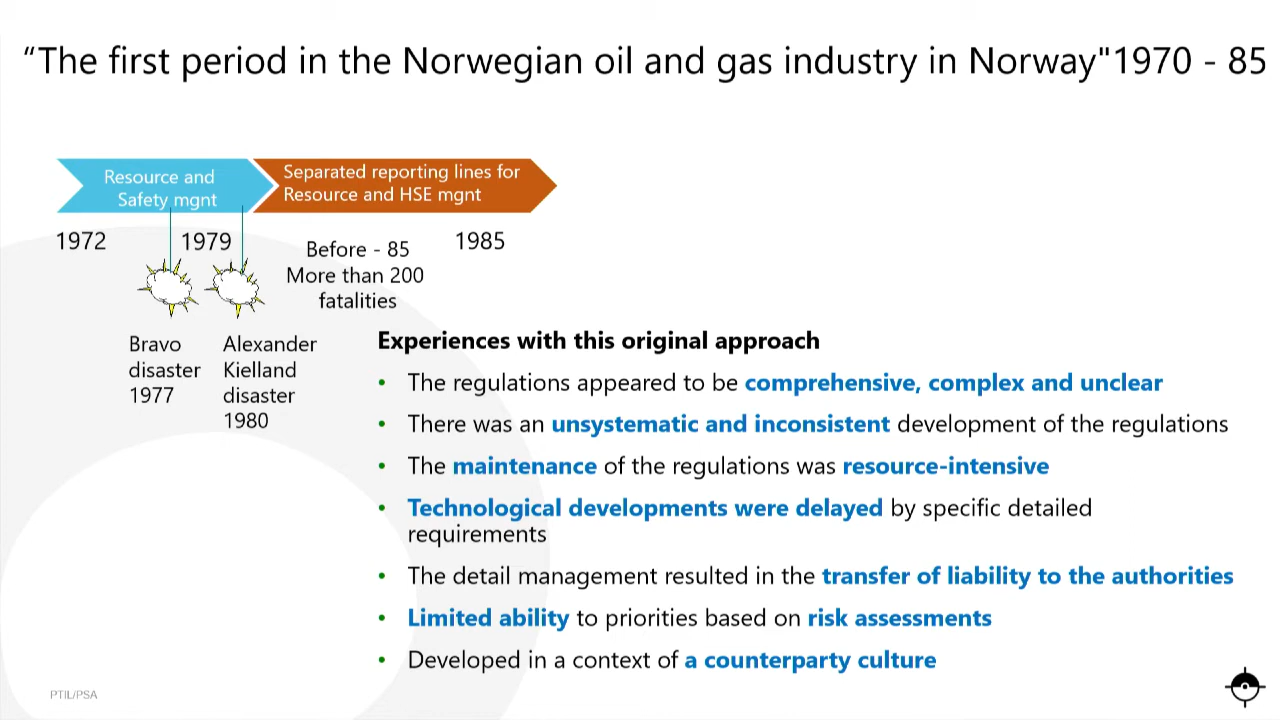 “The first period in the Norwegian oil and gas industry in Norway"1970 - 85
Resource and
Safety mgnt
Separated reporting lines for
Resource and HSE mgnt
1972
1979
1985
Before - 85
More than 200
fatalities
Bravo
disaster
1977
Alexander
Kielland
disaster
1980
Experiences with this original approach
• The regulations appeared to be comprehensive, complex and unclear
• There was an unsystematic and inconsistent development of the regulations
• The maintenance of the regulations was resource-intensive
• Technological developments were delayed by specific detailed
requirements
• The detail management resulted in the transfer of liability to the authorities
• Limited ability to priorities based on risk assessments
• Developed in a context of a counterparty culture
PTIL/PSA